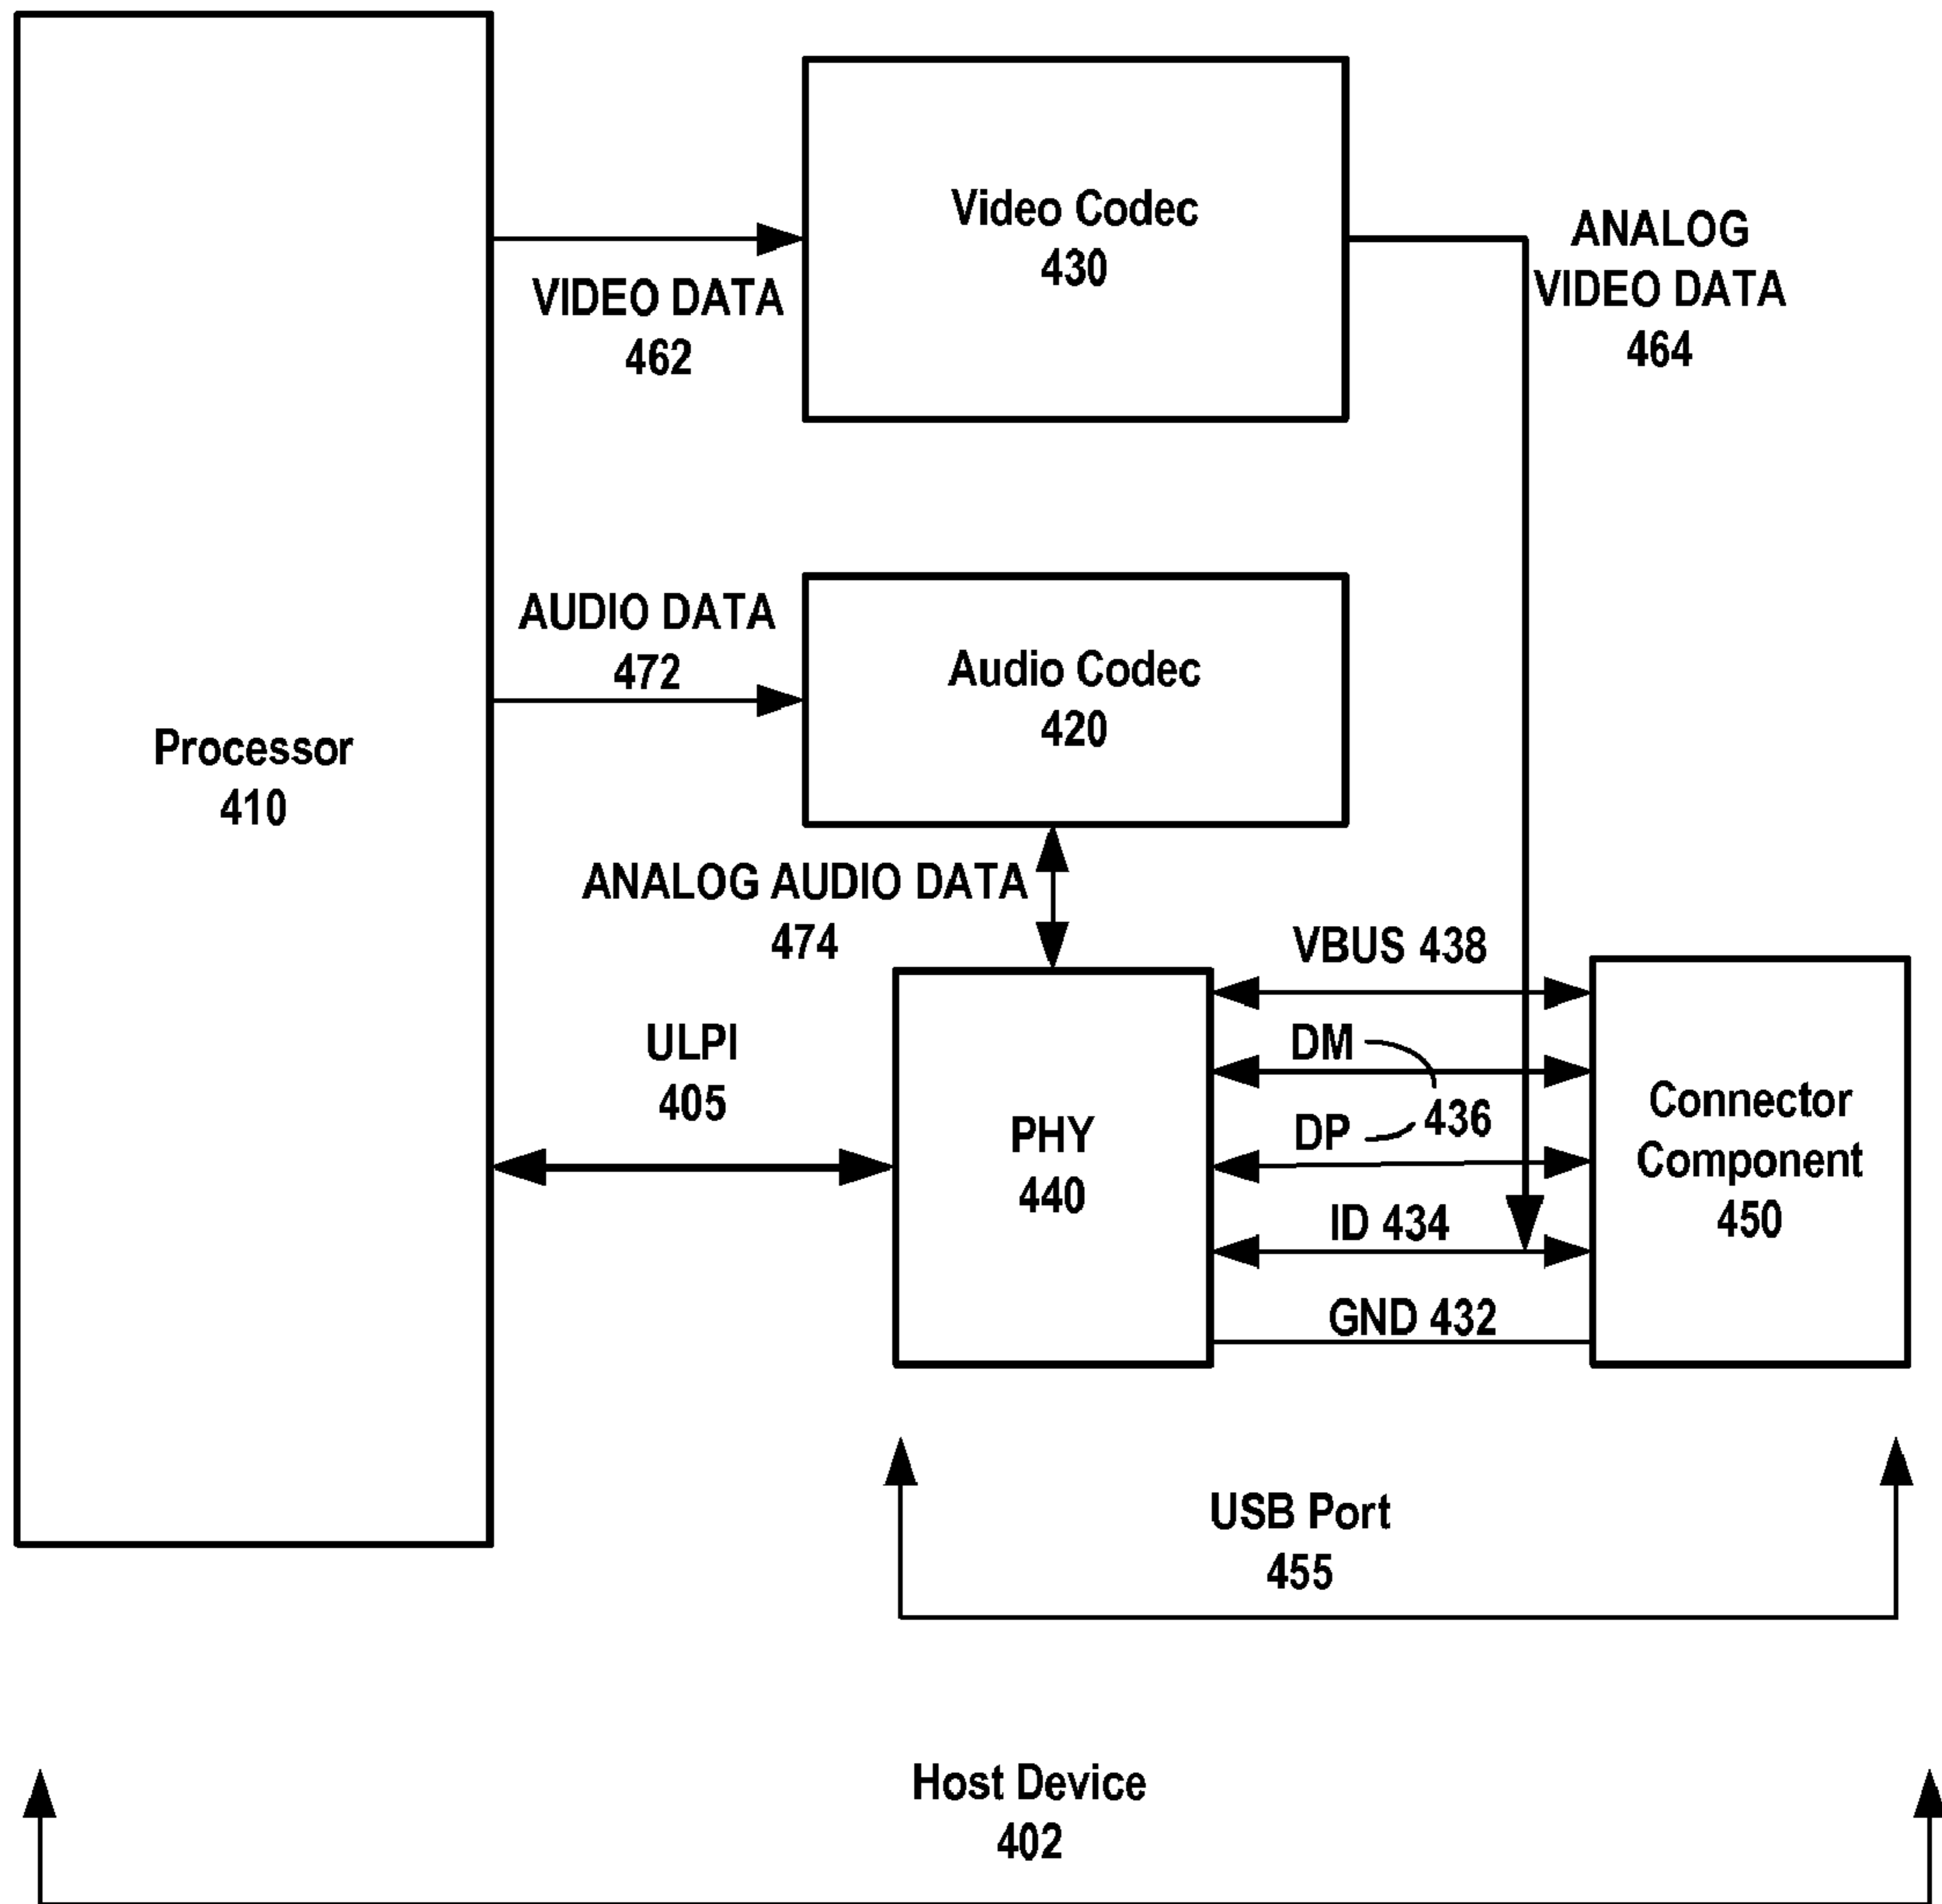 Video Codec
430
ANALOG
VIDEO DATA
464
VIDEO DATA
462
AUDIO DATA
472
Audio Codec
420
Processor
410
ANALOG AUDIO DATA
474
VBUS 438
ULPI
405
DM
436
DP
PHY
440
Connector
Component
450
ID 434
GND 432
USB Port
455
Host Device
402